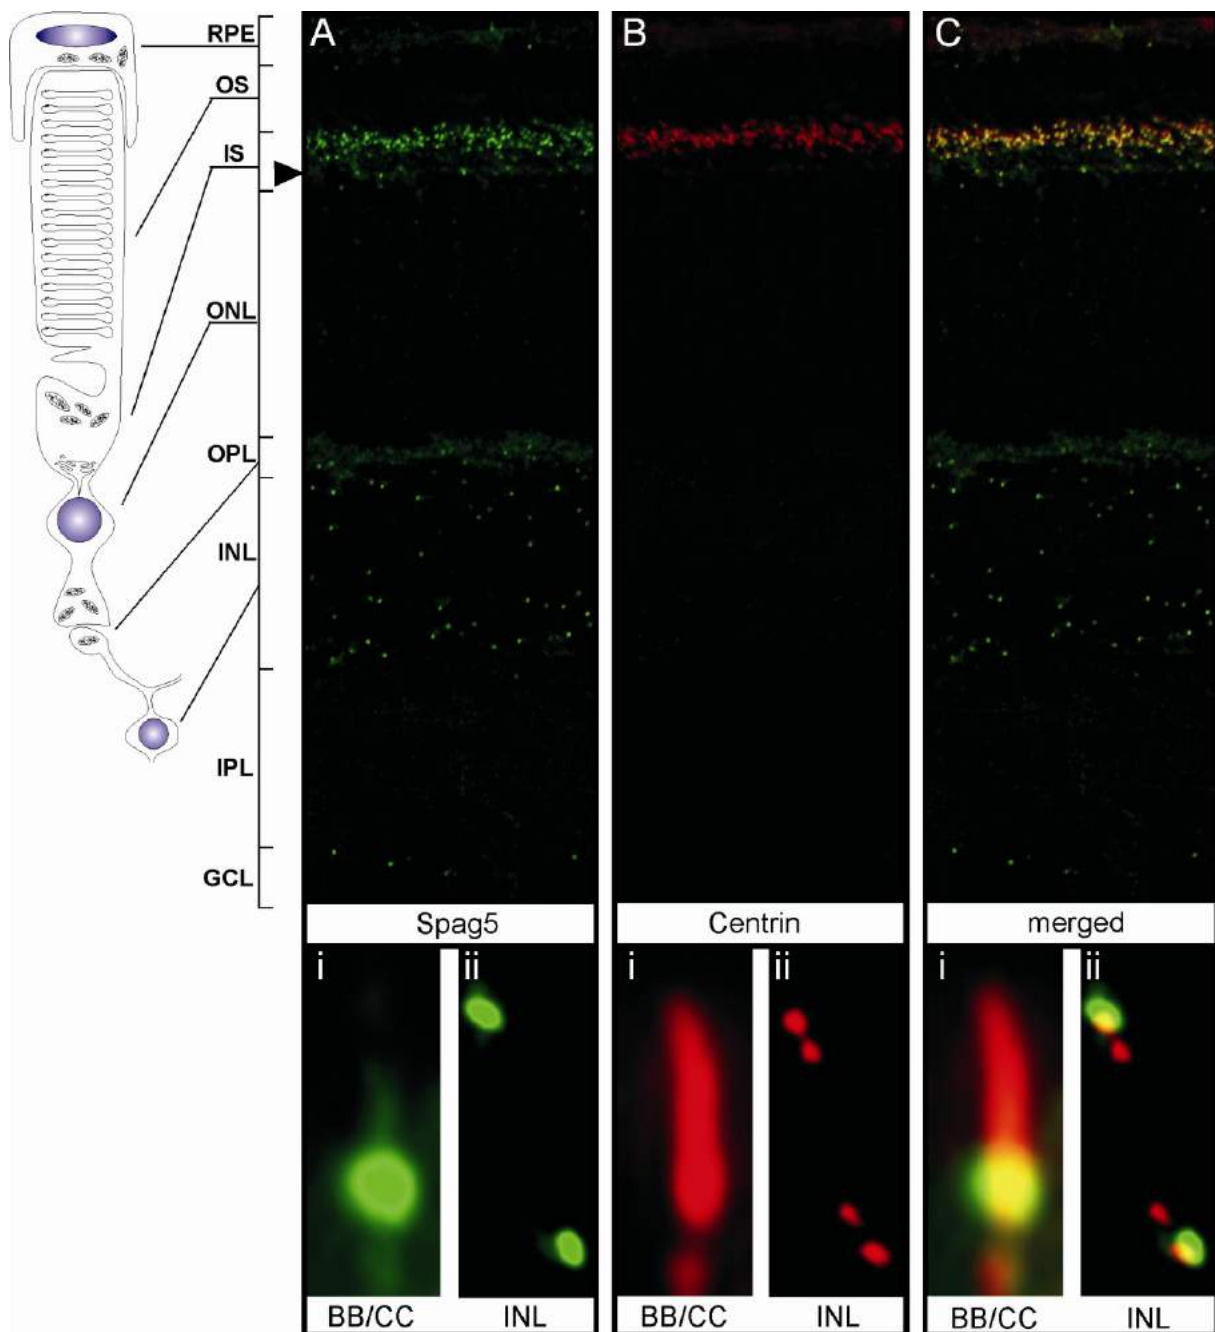 RPE
OS
IS
ONL
OPL
INL
IPL
GCL
A
B
C
Spag5
Centrin
merged
i
ii
i
ii
i
ii
BB/CC
INL
BB/CC
INL
BB/CC
INL